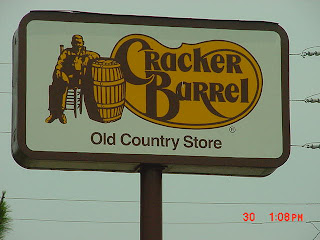 Cracker
Barrel
®
Old Country Store
30 1:08PM